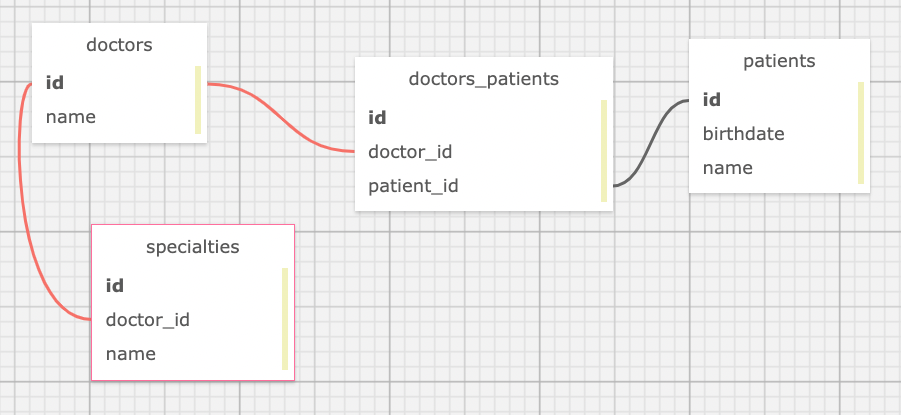 doctors
id
name
doctors_patients
id
doctor_id
patient_id
patients
id
birthdate
name
specialties
id
doctor_id
name